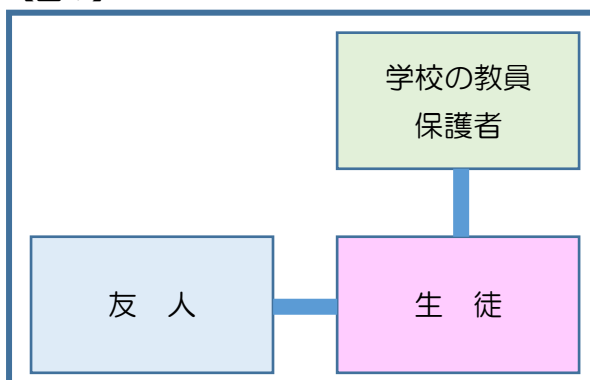 学校の教員
保護者
友　人
生　徒